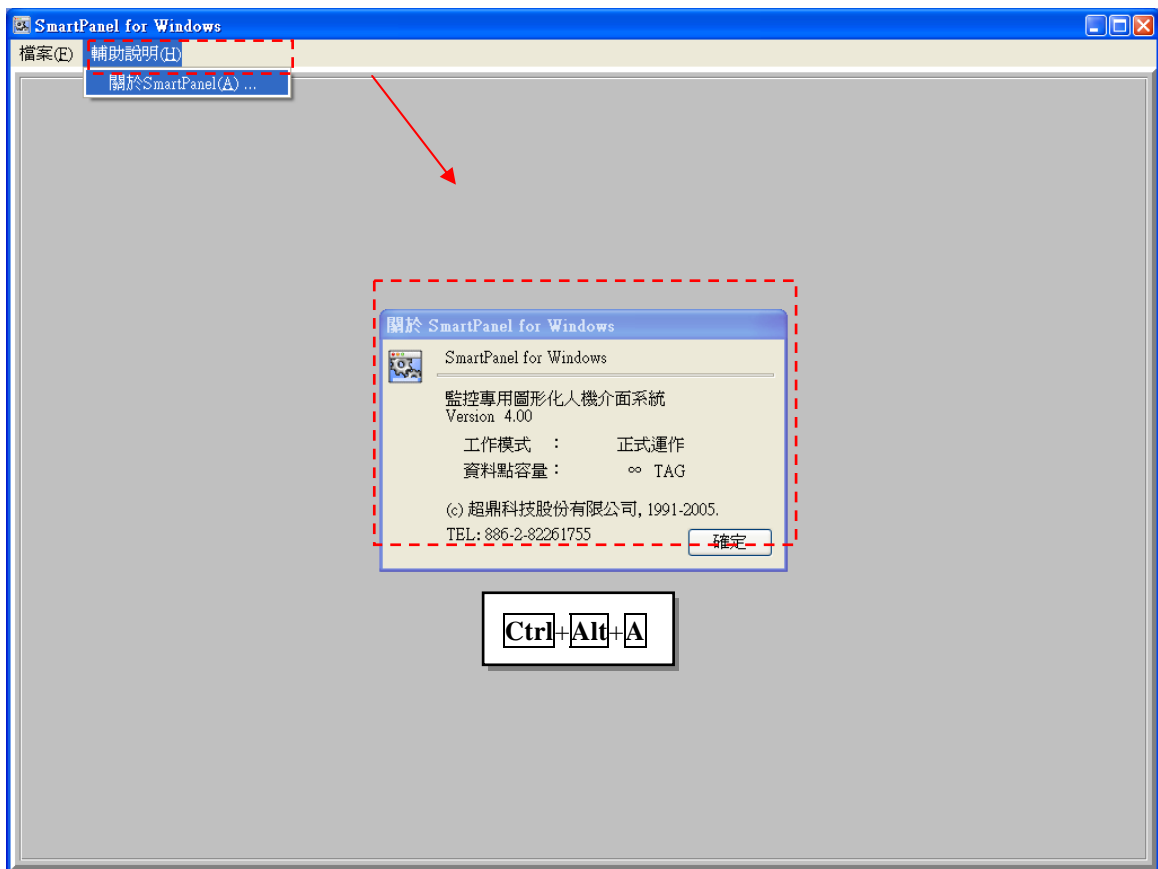 SmartPanel for Windows
檔案(F) 輔助說明(H)
關於SmartPanel(A) ...
關於 SmartPanel for Windows
SmartPanel for Windows
監控專用圖形化人機介面系統
Version 4.00
工作模式 : 正式運作
資料點容量: ∞ TAG
(c) 超鼎科技股份有限公司, 1991-2005.
TEL: 886-2-82261755
確定
Ctrl+Alt+A